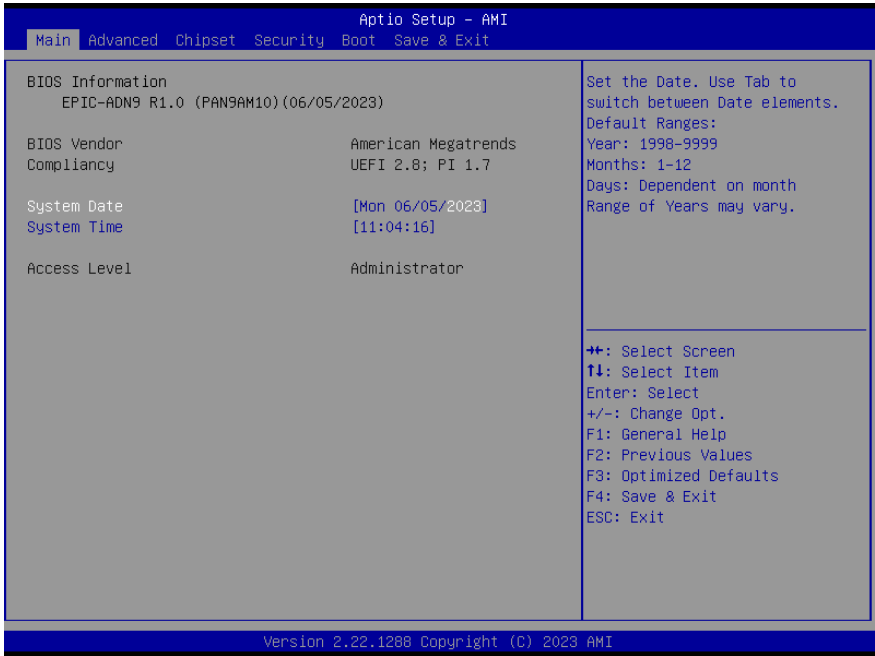 Aptio Setup – AMI
Main Advanced Chipset Security Boot Save & Exit
BIOS Information
EPIC-ADN9 R1.0 (PAN9AM10)(06/05/2023)
BIOS Vendor American Megatrends
Compliancy UEFI 2.8; PI 1.7
System Date [Mon 06/05/2023]
System Time [11:04:16]
Access Level Administrator
Set the Date. Use Tab to
switch between Date elements.
Default Ranges:
Year: 1998-9999
Months: 1-12
Days: Dependent on month
Range of Years may vary.
→←: Select Screen
↑↓: Select Item
Enter: Select
+/-: Change Opt.
F1: General Help
F2: Previous Values
F3: Optimized Defaults
F4: Save & Exit
ESC: Exit
Version 2.22.1288 Copyright (C) 2023 AMI